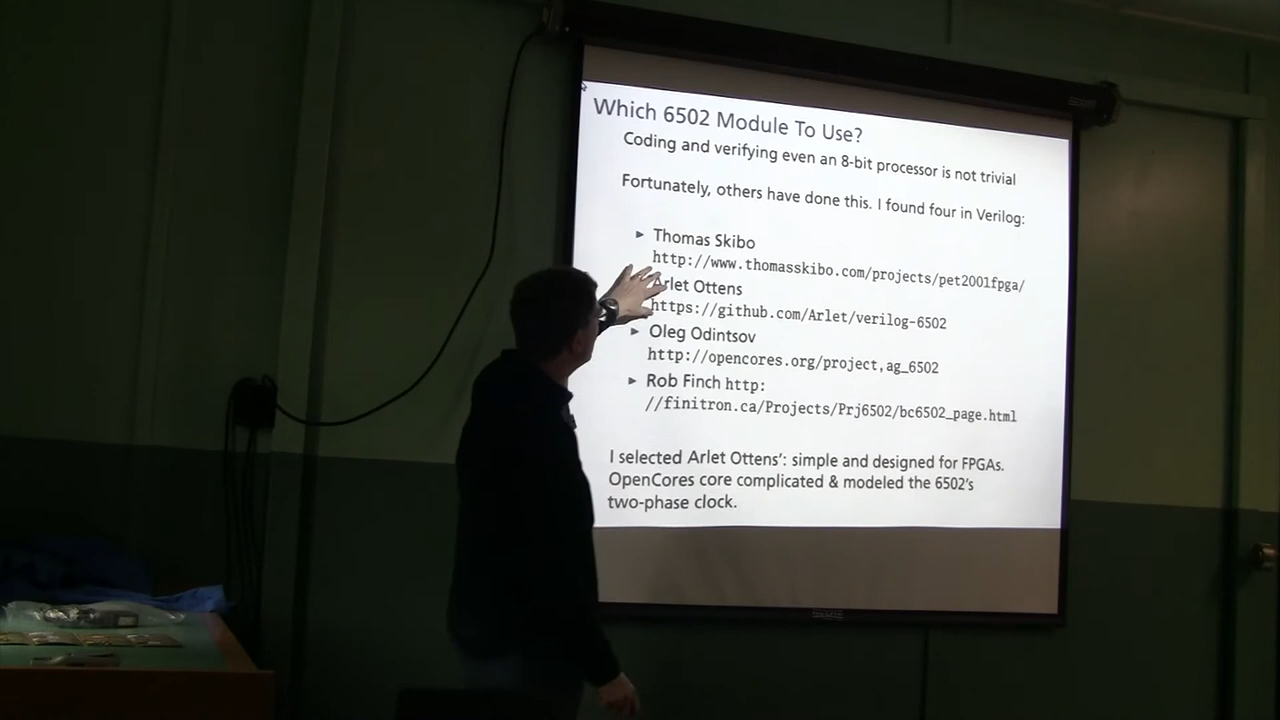 Which 6502 Module To Use?
Coding and verifying even an 8-bit processor is not trivial
Fortunately, others have done this. I found four in Verilog:
► Thomas Skibo
http://www.thomasskibo.com/projects/pet2001fpga/
Arlet Ottens
https://github.com/Arlet/verilog-6502
► Oleg Odintsov
http://opencores.org/project,ag_6502
► Rob Finch http:
//finitron.ca/Projects/Prj6502/bc6502_page.html
I selected Arlet Ottens': simple and designed for FPGAs.
OpenCores core complicated & modeled the 6502's
two-phase clock.